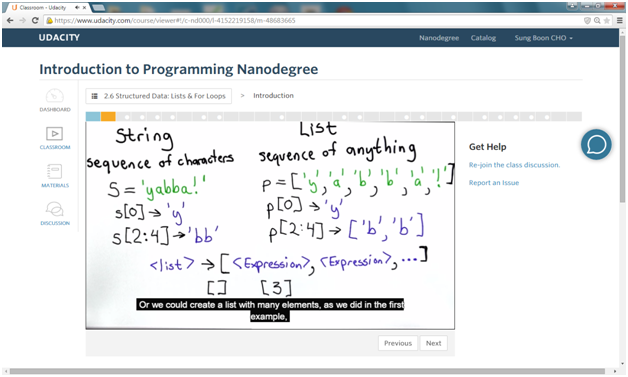 Classroom - Udacity
https://www.udacity.com/course/viewer#!/c-nd000/l-4152219158/m-48683665
UDACITY
Nanodegree Catalog Sung Boon CHO
Introduction to Programming Nanodegree
DASHBOARD
CLASSROOM
MATERIALS
DISCUSSION
2.6 Structured Data: Lists & For Loops > Introduction
String
sequence of characters
S = 'yabba!'
s[0] → 'y'
s[2:4] → 'bb'
List
sequence of anything
p = ['y','a','b','b','a','!']
p[0] → 'y'
p[2:4] → ['b','b']
<list> → [<Expression>, <Expression>, ...]
[] [3]
Or we could create a list with many elements, as we did in the first
example,
Previous Next
Get Help
Re-join the class discussion.
Report an Issue